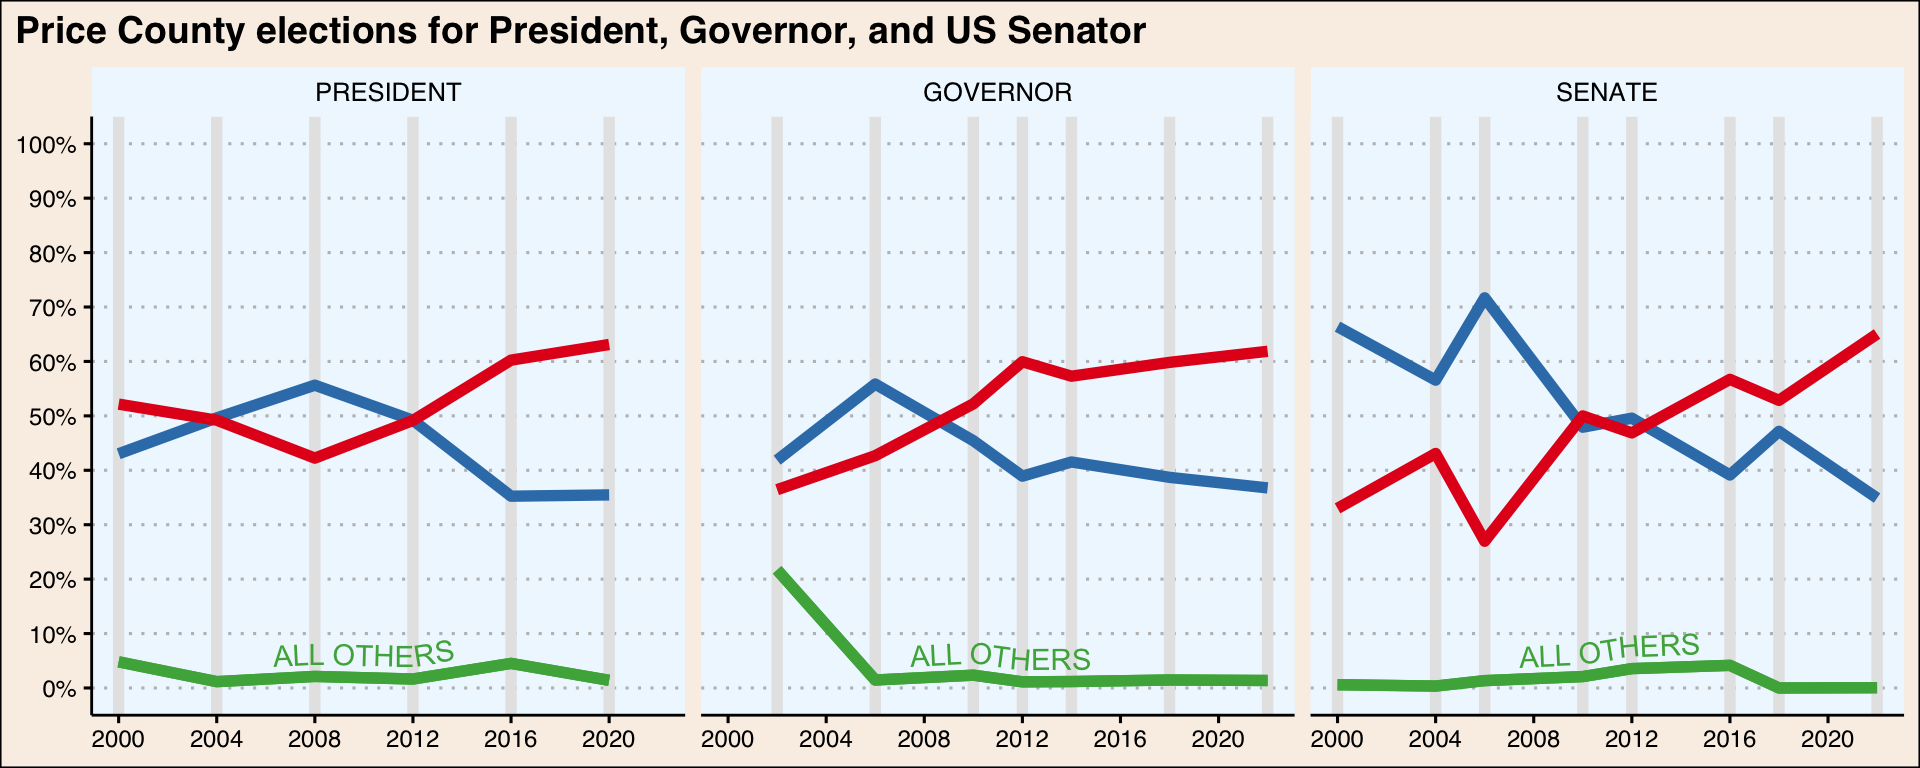 Price County elections for President, Governor, and US Senator
PRESIDENT
GOVERNOR
SENATE
100%
90%
80%
70%
60%
50%
40%
30%
20%
10%
0%
ALL OTHERS
ALL OTHERS
ALL OTHERS
2000 2004 2008 2012 2016 2020
2000 2004 2008 2012 2016 2020
2000 2004 2008 2012 2016 2020